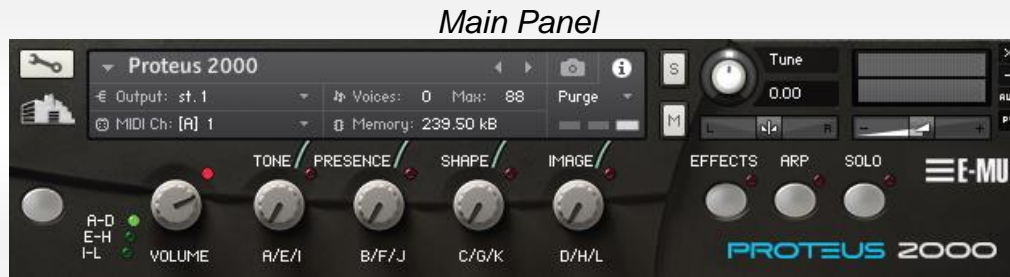 Main Panel
Proteus 2000
S
Tune
Output: st.1
Voices: 0 Max: 88
Purge
0.00
MIDI Ch: [A] 1
Memory: 239.50 kB
M
L
R
TONE
PRESENCE
SHAPE
IMAGE
EFFECTS
ARP
SOLO
E-MU
A-D
E-H
I-L
VOLUME
A/E/I
B/F/J
C/G/K
D/H/L
PROTEUS 2000